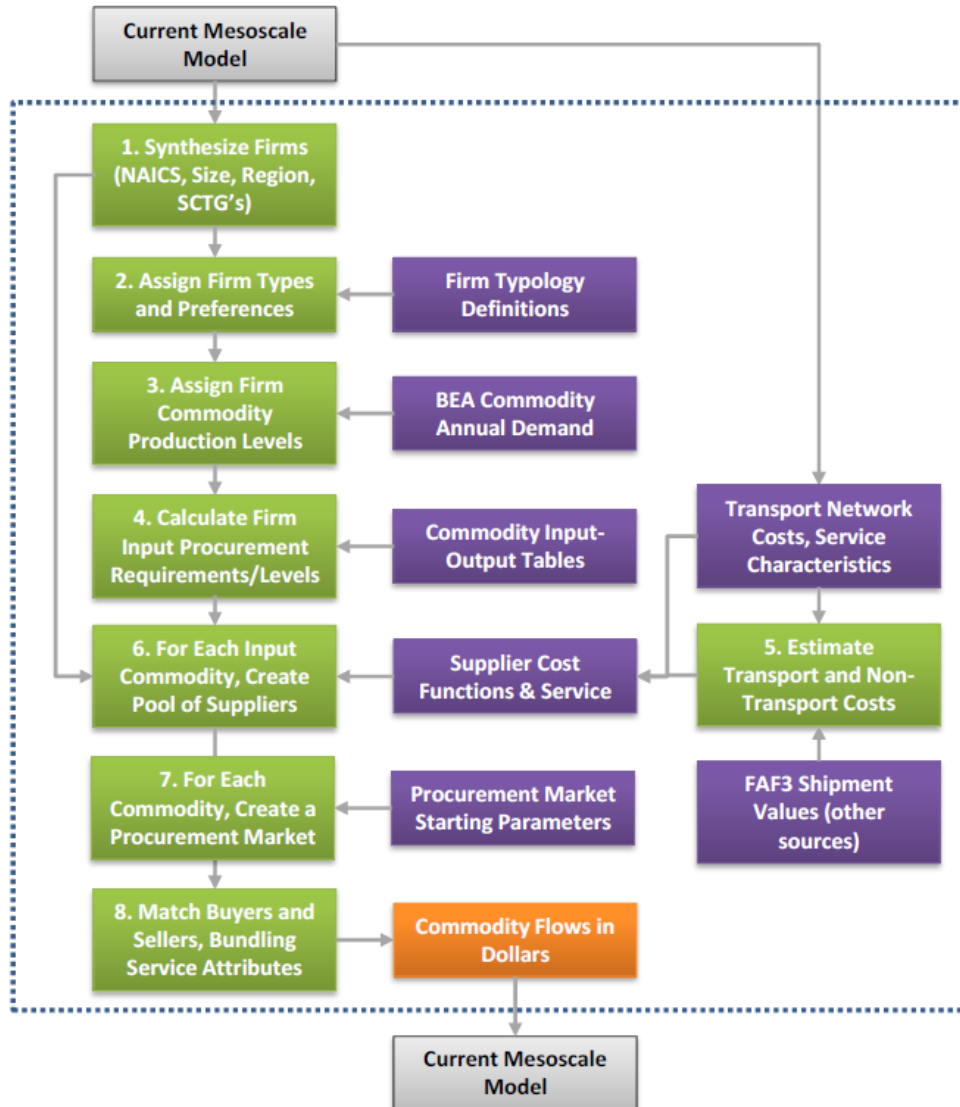 Current Mesoscale
Model
1. Synthesize Firms
(NAICS, Size, Region,
SCTG's)
2. Assign Firm Types
and Preferences
Firm Typology
Definitions
3. Assign Firm
Commodity
Production Levels
BEA Commodity
Annual Demand
4. Calculate Firm
Input Procurement
Requirements/Levels
Commodity Input-
Output Tables
Transport Network
Costs, Service
Characteristics
6. For Each Input
Commodity, Create
Pool of Suppliers
Supplier Cost
Functions & Service
5. Estimate
Transport and Non-
Transport Costs
7. For Each
Commodity, Create a
Procurement Market
Procurement Market
Starting Parameters
FAF3 Shipment
Values (other
sources)
8. Match Buyers and
Sellers, Bundling
Service Attributes
Commodity Flows in
Dollars
Current Mesoscale
Model